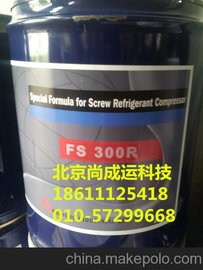 Special Formula for Screw Refrigerant Compressor
FS 300R
北京尚成运科技
18611125418
010-57299668
china.makepolo.com